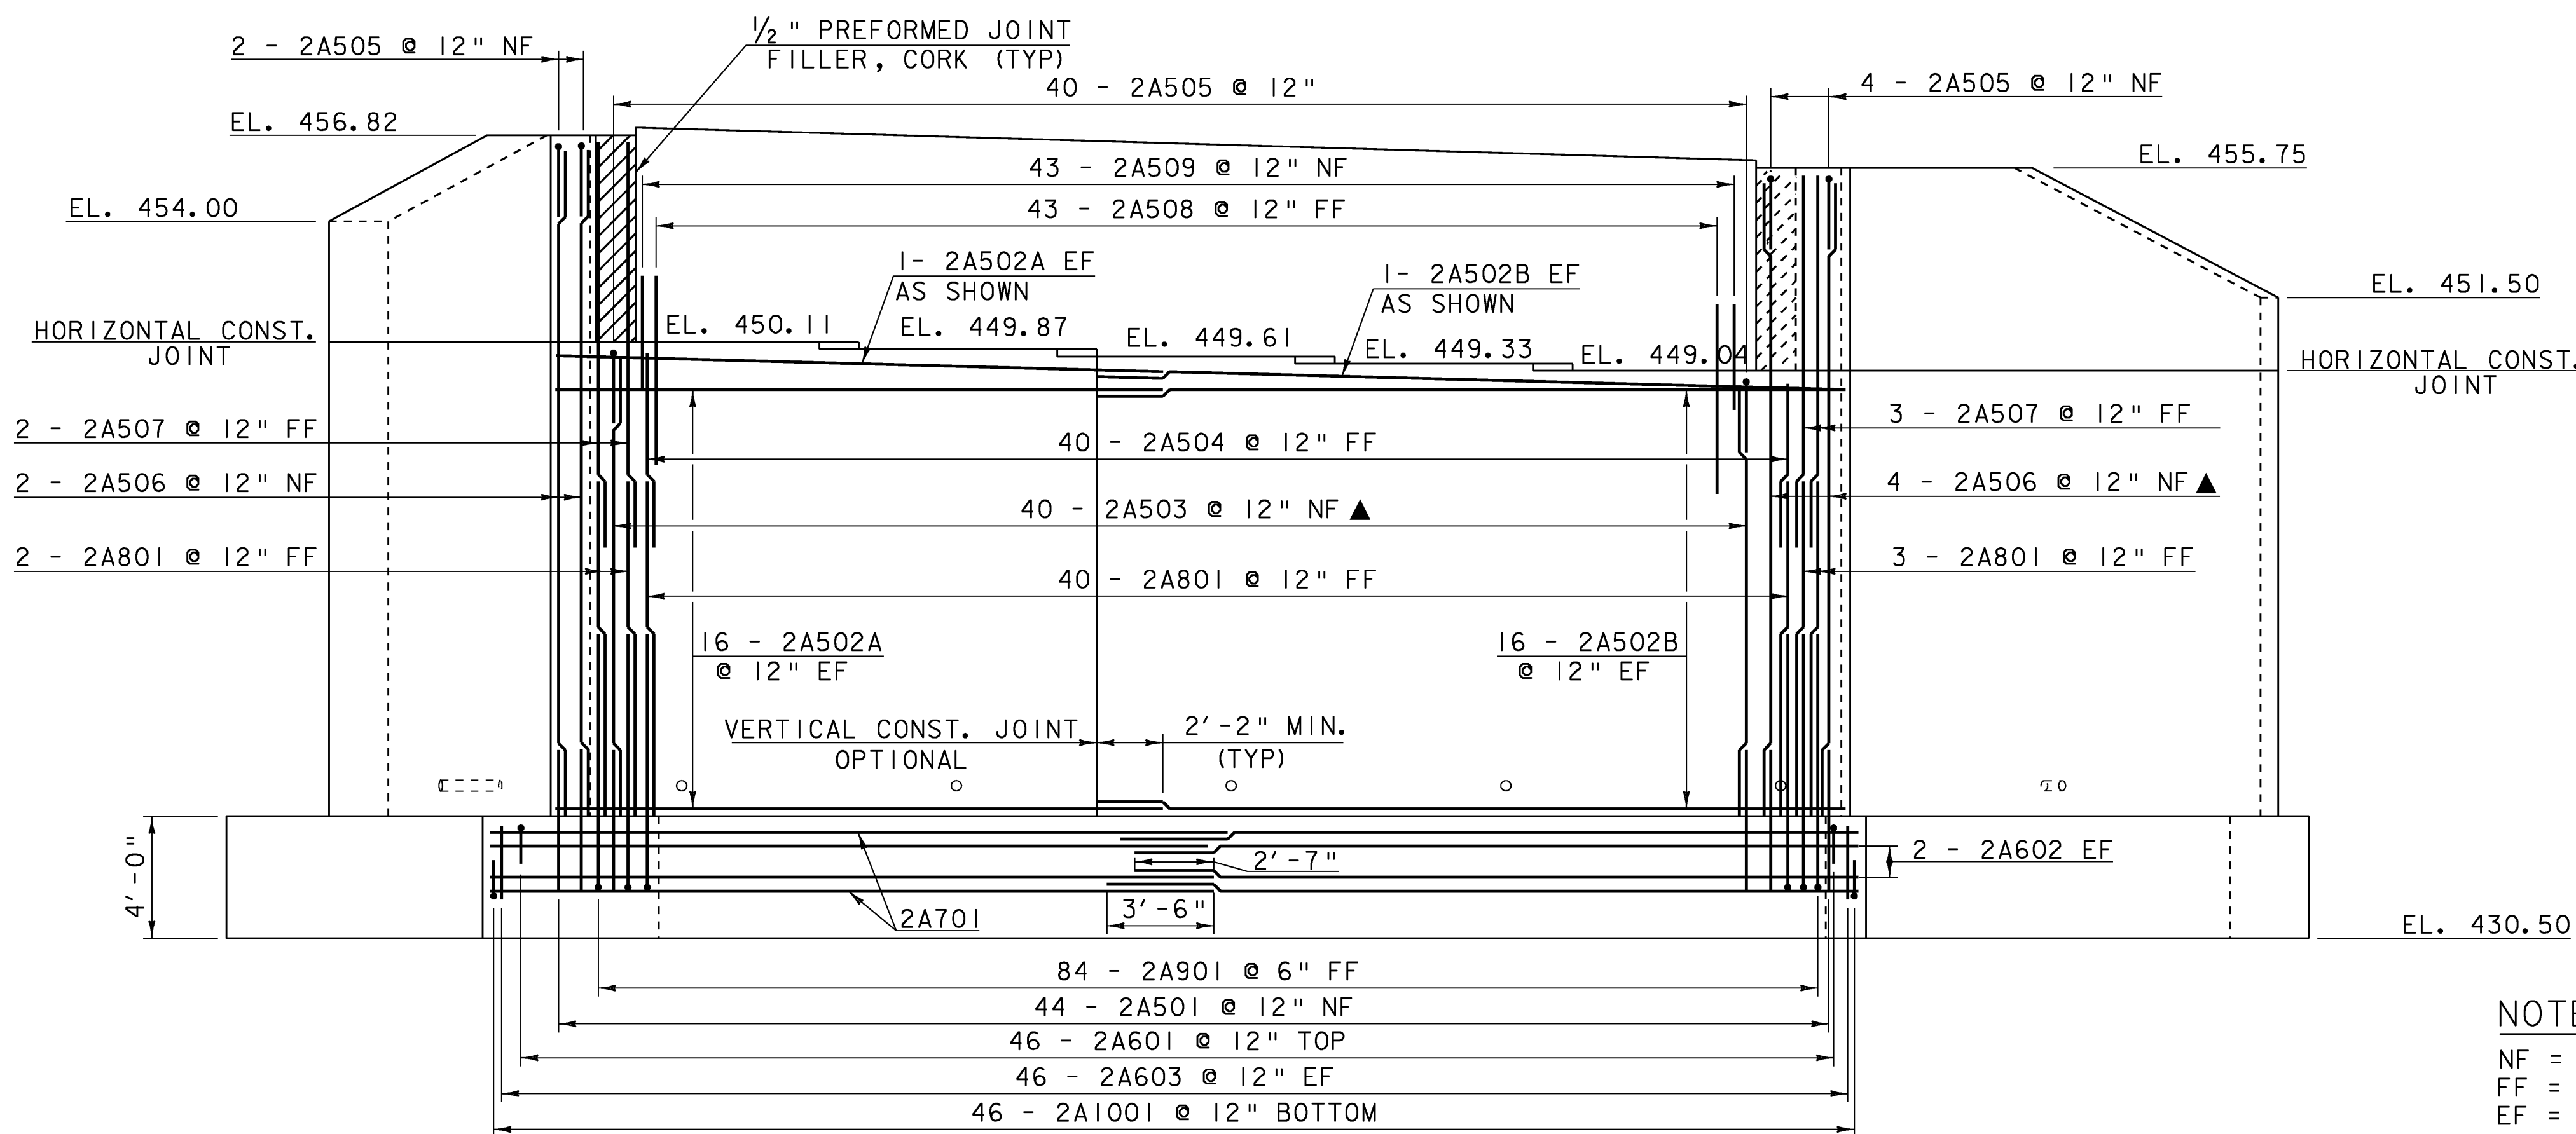 ½" PREFORMED JOINT
FILLER, CORK (TYP)
2 - 2A505 @ 12" NF
40 - 2A505 @ 12"
4 - 2A505 @ 12" NF
EL. 456.82
EL. 455.75
43 - 2A509 @ 12" NF
EL. 454.00
43 - 2A508 @ 12" FF
1- 2A502A EF
AS SHOWN
1- 2A502B EF
AS SHOWN
EL. 451.50
HORIZONTAL CONST.
JOINT
EL. 450.11
EL. 449.87
EL. 449.61
EL. 449.33
EL. 449.04
HORIZONTAL CONST.
JOINT
2 - 2A507 @ 12" FF
40 - 2A504 @ 12" FF
3 - 2A507 @ 12" FF
2 - 2A506 @ 12" NF
40 - 2A503 @ 12" NF▲
4 - 2A506 @ 12" NF▲
2 - 2A801 @ 12" FF
40 - 2A801 @ 12" FF
3 - 2A801 @ 12" FF
16 - 2A502A
@ 12" EF
16 - 2A502B
@ 12" EF
VERTICAL CONST. JOINT
OPTIONAL
2'-2" MIN.
(TYP)
4'-0"
2'-7"
2 - 2A602 EF
3'-6"
2A701
EL. 430.50
84 - 2A901 @ 6" FF
44 - 2A501 @ 12" NF
46 - 2A601 @ 12" TOP
46 - 2A603 @ 12" EF
46 - 2A1001 @ 12" BOTTOM
NF =
FF =
EF =